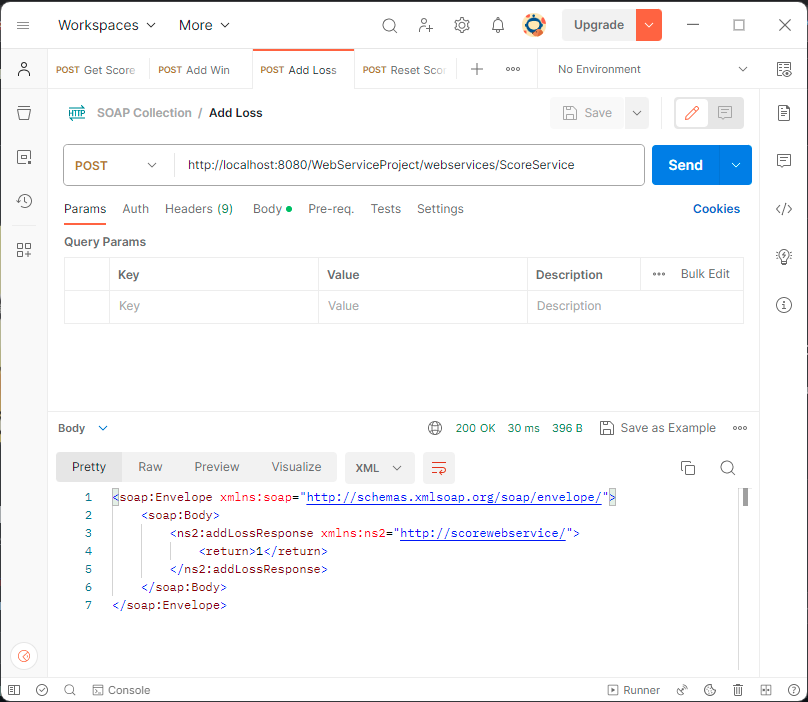 Workspaces More Upgrade
POST Get Score POST Add Win POST Add Loss POST Reset Scor No Environment
HTTP SOAP Collection / Add Loss Save
POST http://localhost:8080/WebServiceProject/webservices/ScoreService Send
Params Auth Headers (9) Body Pre-req. Tests Settings Cookies
Query Params
Key Value Description Bulk Edit
Key Value Description
Body 200 OK 30 ms 396 B Save as Example
Pretty Raw Preview Visualize XML
1 <soap:Envelope xmlns:soap="http://schemas.xmlsoap.org/soap/envelope/">
2 <soap:Body>
3 <ns2:addLossResponse xmlns:ns2="http://scorewebservice/">
4 <return>1</return>
5 </ns2:addLossResponse>
6 </soap:Body>
7 </soap:Envelope>
Console Runner